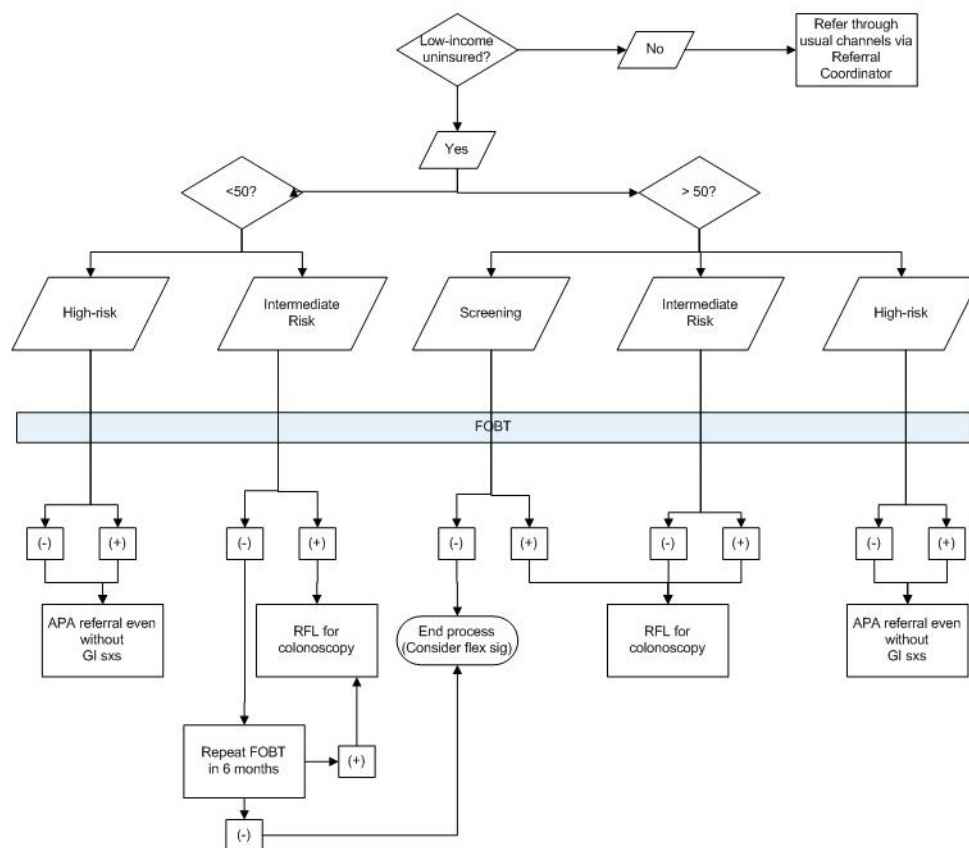 Low-income
uninsured?
No
Refer through
usual channels via
Referral
Coordinator
Yes
<50?
> 50?
High-risk
Intermediate
Risk
Screening
Intermediate
Risk
High-risk
FOBT
(-)
(+)
(-)
(+)
(-)
(+)
(-)
(+)
(-)
(+)
APA referral even
without
GI sxs
RFL for
colonoscopy
End process
(Consider flex sig)
RFL for
colonoscopy
APA referral even
without
GI sxs
Repeat FOBT
in 6 months
(+)
(-)